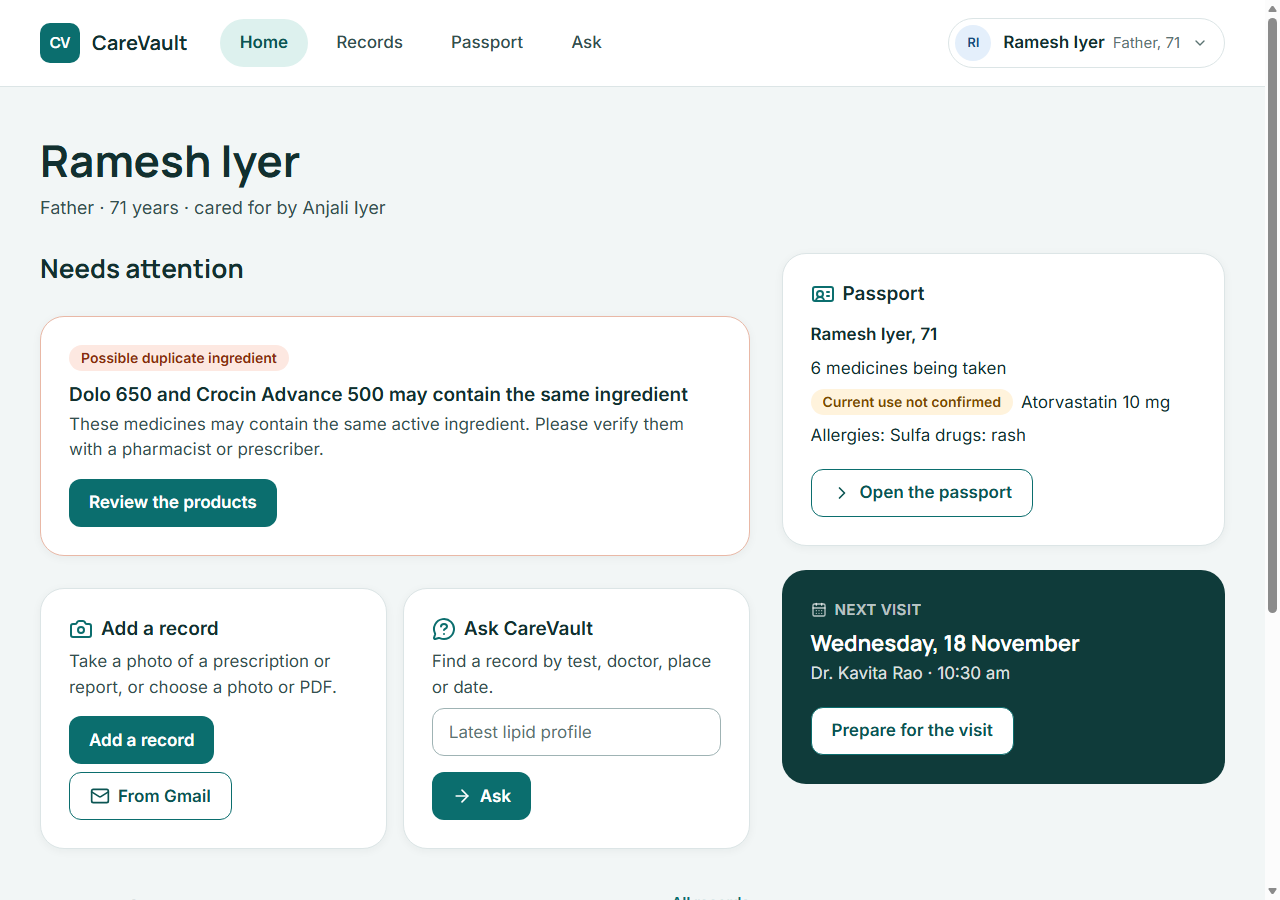 CV CareVault Home Records Passport Ask RI Ramesh Iyer Father, 71
Ramesh Iyer
Father · 71 years · cared for by Anjali Iyer
Needs attention
Possible duplicate ingredient
Dolo 650 and Crocin Advance 500 may contain the same ingredient
These medicines may contain the same active ingredient. Please verify them
with a pharmacist or prescriber.
Review the products
Add a record
Take a photo of a prescription or
report, or choose a photo or PDF.
Add a record
From Gmail
Ask CareVault
Find a record by test, doctor, place
or date.
Latest lipid profile
Ask
Passport
Ramesh Iyer, 71
6 medicines being taken
Current use not confirmed Atorvastatin 10 mg
Allergies: Sulfa drugs: rash
Open the passport
NEXT VISIT
Wednesday, 18 November
Dr. Kavita Rao · 10:30 am
Prepare for the visit